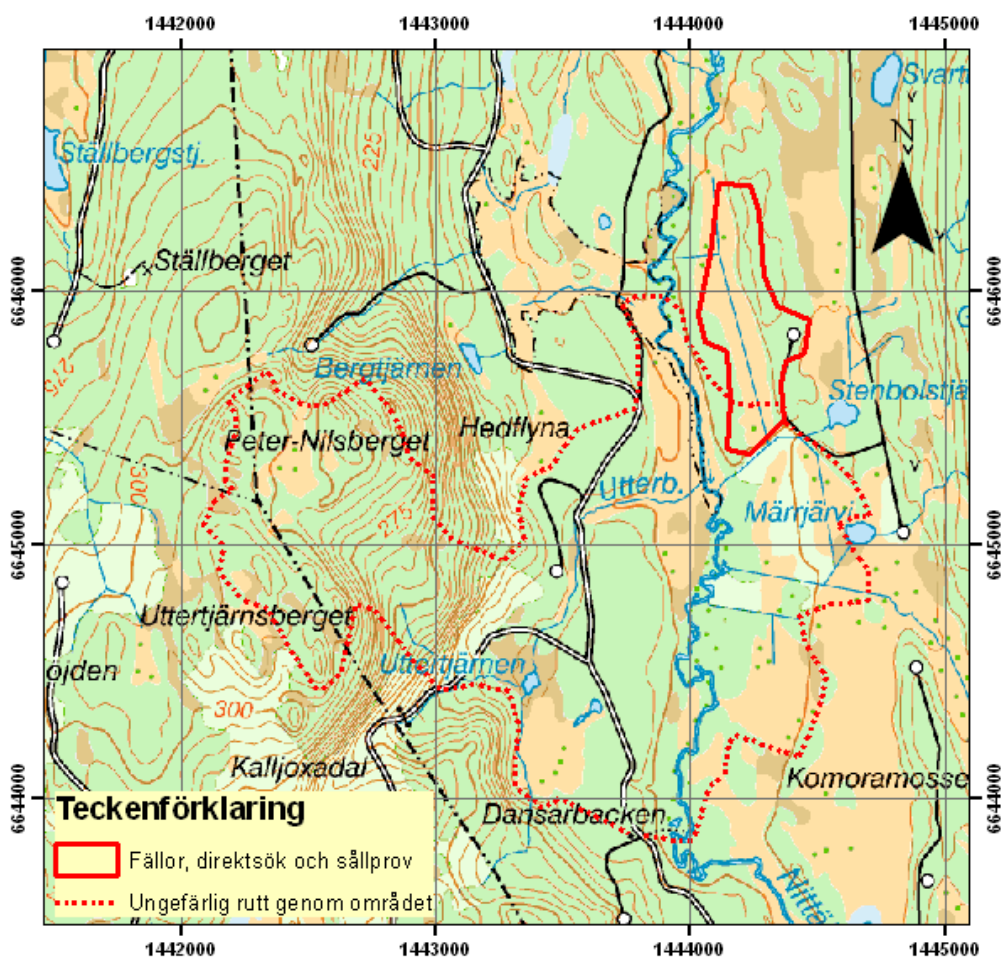 1442000 1443000 1444000 1445000
Svart
Ställbergstj.
225
N
Ställberget
6646000 6646000
Bergtjärnen
275
Stenbolstjä
Peter-Nilsberget Hedflyna
300
Utterb.
275
Märrjärvi
6645000 6645000
Uttertjärnsberget
Uttertjärnen
öjden
300
Kalljoxadal
Komoramosse
Dansarbacken
6644000 6644000
Teckenförklaring
Fällor, direktsök och sållprov
Ungefärlig rutt genom området
Nittä
1442000 1443000 1444000 1445000